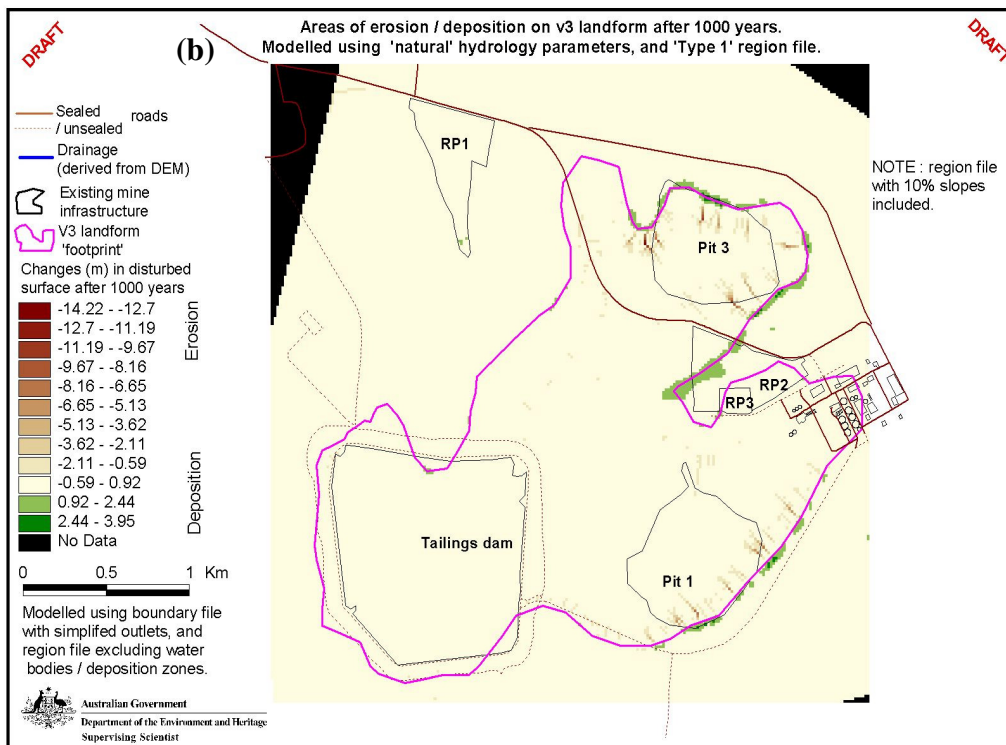 DRAFT
(b)
Areas of erosion / deposition on v3 landform after 1000 years.
Modelled using 'natural' hydrology parameters, and 'Type 1' region file.
DRAFT
Sealed
/ unsealed roads
Drainage
(derived from DEM)
Existing mine
infrastructure
V3 landform
'footprint'
Changes (m) in disturbed
surface after 1000 years
-14.22 - -12.7
-12.7 - -11.19
-11.19 - -9.67
-9.67 - -8.16
-8.16 - -6.65
-6.65 - -5.13
-5.13 - -3.62
-3.62 - -2.11
-2.11 - -0.59
-0.59 - 0.92
0.92 - 2.44
2.44 - 3.95
No Data
Erosion
Deposition
0 0.5 1 Km
Modelled using boundary file
with simplifed outlets, and
region file excluding water
bodies / deposition zones.
Australian Government
Department of the Environment and Heritage
Supervising Scientist
RP1
Pit 3
RP2
RP3
Tailings dam
Pit 1
NOTE : region file
with 10% slopes
included.